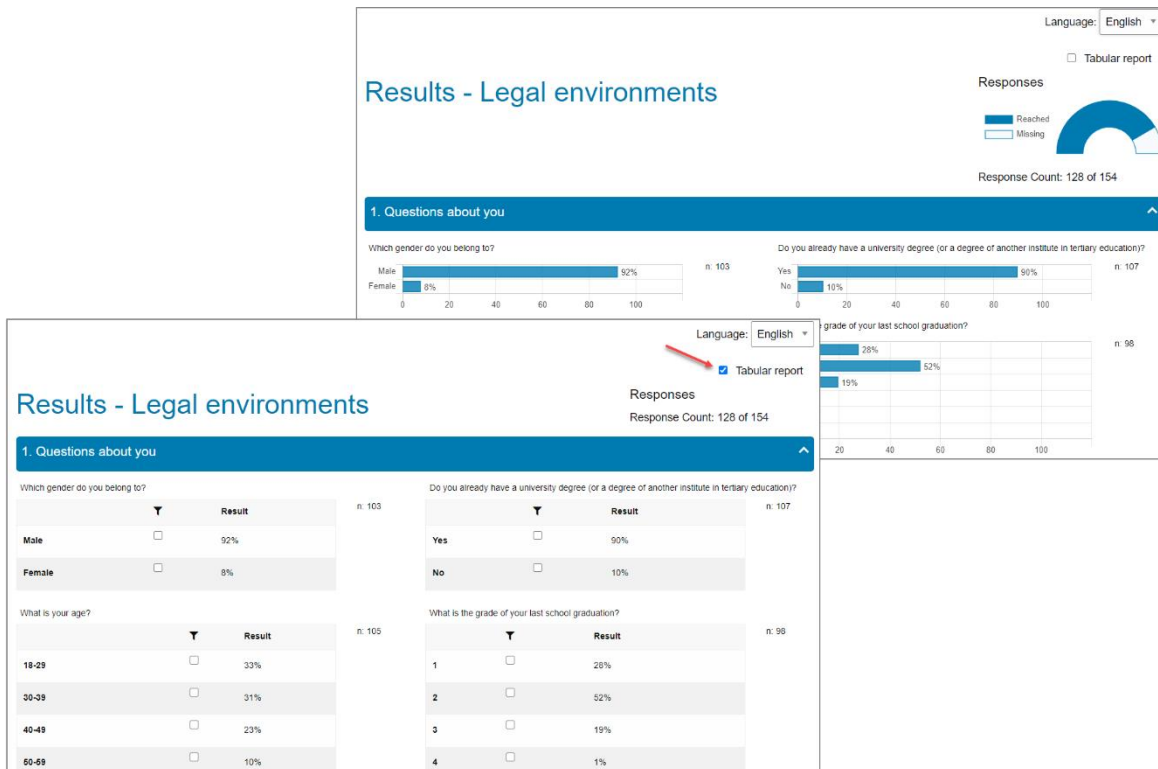 Language: English
Tabular report
Results - Legal environments
Responses
Reached
Missing
Response Count: 128 of 154
1. Questions about you
Which gender do you belong to?
n: 103
Male 92%
Female 8%
0 20 40 60 80 100
Do you already have a university degree (or a degree of another institute in tertiary education)?
n: 107
Yes 90%
No 10%
0 20 40 60 80 100
grade of your last school graduation?
n: 98
28%
52%
19%
20 40 60 80 100
Language: English
Tabular report
Results - Legal environments
Responses
Response Count: 128 of 154
1. Questions about you
Which gender do you belong to?
n: 103
Result
Male 92%
Female 8%
Do you already have a university degree (or a degree of another institute in tertiary education)?
n: 107
Result
Yes 90%
No 10%
What is your age?
n: 105
Result
18-29 33%
30-39 31%
40-49 23%
50-59 10%
What is the grade of your last school graduation?
n: 98
Result
1 28%
2 52%
3 19%
4 1%